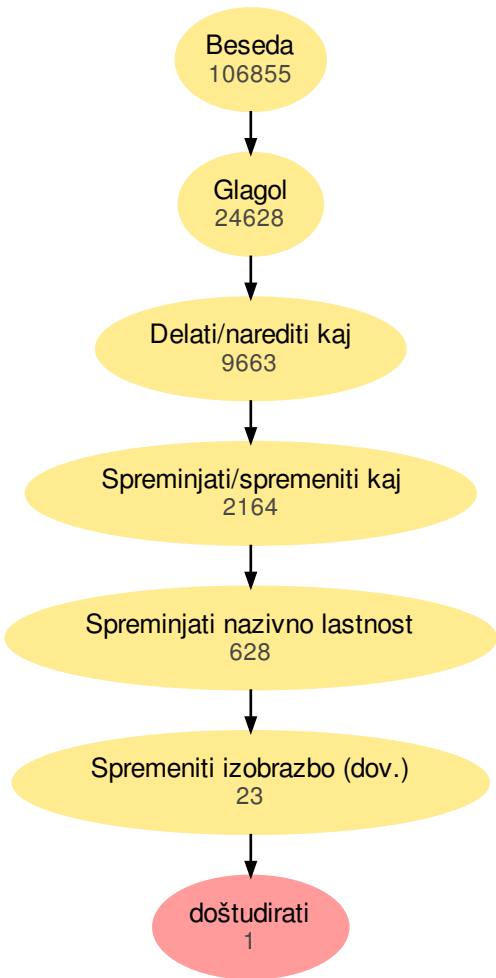 Beseda
106855
Glagol
24628
Delati/narediti kaj
9663
Spreminjati/spremeniti kaj
2164
Spreminjati nazivno lastnost
628
Spremeniti izobrazbo (dov.)
23
doštudirati
1